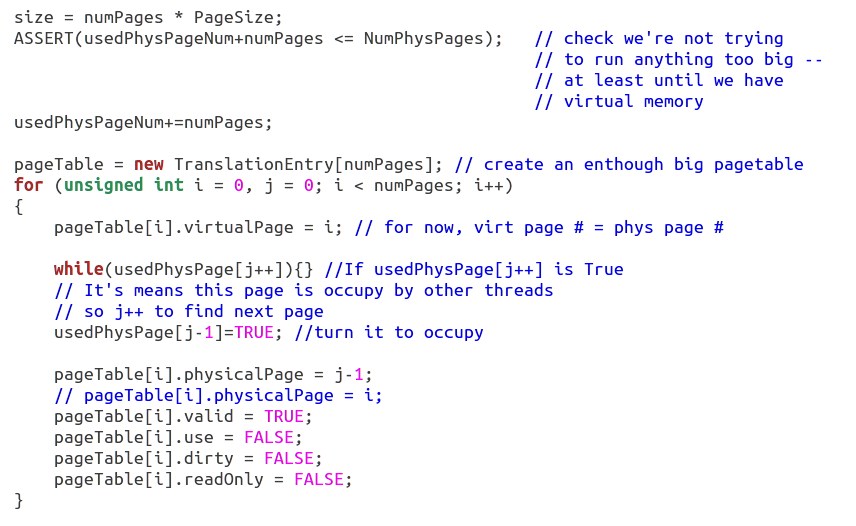 size = numPages * PageSize;
ASSERT(usedPhysPageNum+numPages <= NumPhysPages);   // check we're not trying
                                                    // to run anything too big --
                                                    // at least until we have
                                                    // virtual memory
usedPhysPageNum+=numPages;

pageTable = new TranslationEntry[numPages]; // create an enthough big pagetable
for (unsigned int i = 0, j = 0; i < numPages; i++)
{
    pageTable[i].virtualPage = i; // for now, virt page # = phys page #

    while(usedPhysPage[j++]){} //If usedPhysPage[j++] is True
    // It's means this page is occupy by other threads
    // so j++ to find next page
    usedPhysPage[j-1]=TRUE; //turn it to occupy

    pageTable[i].physicalPage = j-1;
    // pageTable[i].physicalPage = i;
    pageTable[i].valid = TRUE;
    pageTable[i].use = FALSE;
    pageTable[i].dirty = FALSE;
    pageTable[i].readOnly = FALSE;
}